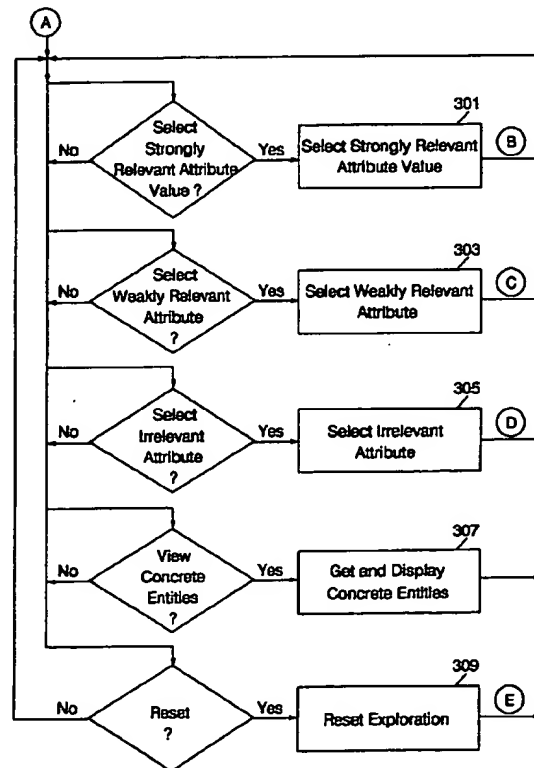 A
Select
Strongly
Relevant Attribute
Value ?
No
Yes
301
Select Strongly Relevant
Attribute Value
B
Select
Weakly Relevant
Attribute
?
No
Yes
303
Select Weakly Relevant
Attribute
C
Select
Irrelevant
Attribute
?
No
Yes
305
Select Irrelevant
Attribute
D
View
Concrete
Entities
?
No
Yes
307
Get and Display
Concrete Entities
Reset
?
No
Yes
309
Reset Exploration
E